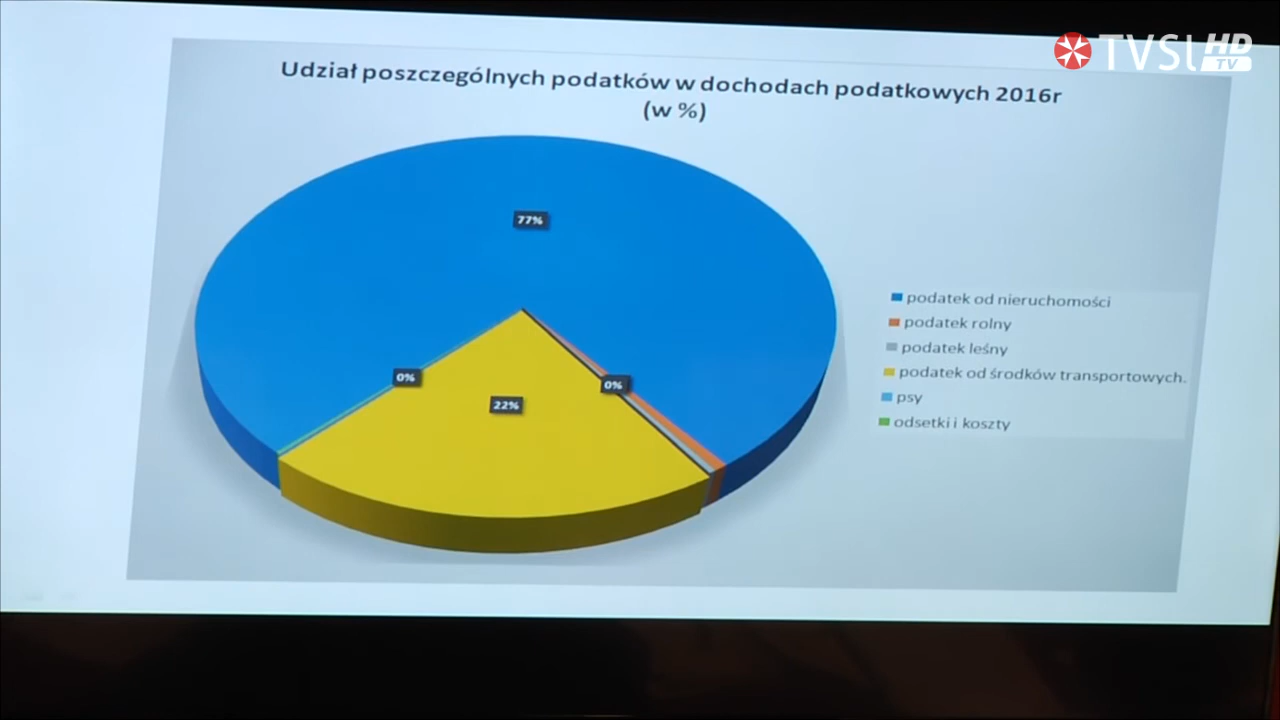 TVSL HD
TV
Udział poszczególnych podatków w dochodach podatkowych 2016r
(w %)
77%
0%
0%
22%
podatek od nieruchomości
podatek rolny
podatek leśny
podatek od środków transportowych.
psy
odsetki i koszty